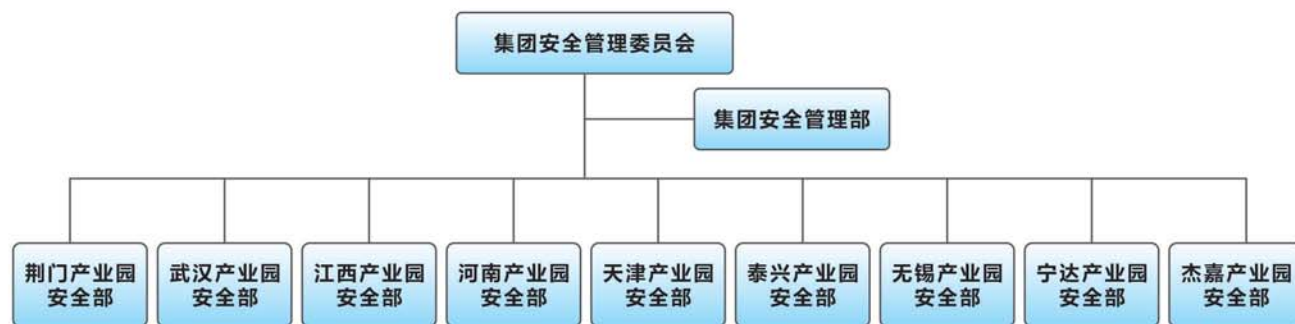 集团安全管理委员会
集团安全管理部
荆门产业园
安全部
武汉产业园
安全部
江西产业园
安全部
河南产业园
安全部
天津产业园
安全部
泰兴产业园
安全部
无锡产业园
安全部
宁达产业园
安全部
杰嘉产业园
安全部